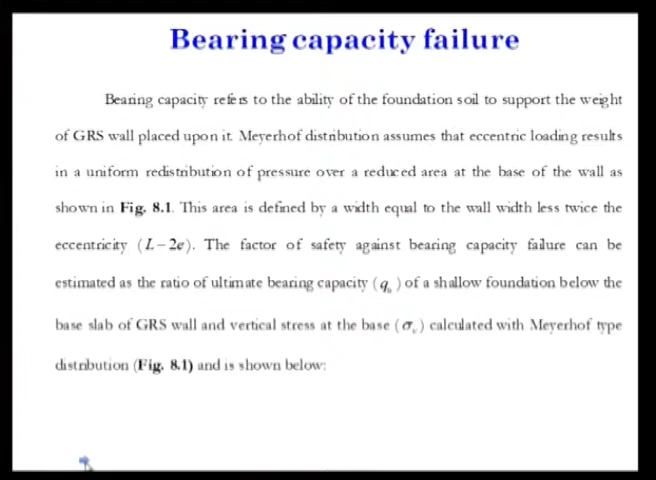 Bearing capacity failure
Bearing capacity refers to the ability of the foundation soil to support the weight
of GRS wall placed upon it. Meyerhof distribution assumes that eccentric loading results
in a uniform redistribution of pressure over a reduced area at the base of the wall as
shown in Fig. 8.1. This area is defined by a width equal to the wall width less twice the
eccentricity (L−2e). The factor of safety against bearing capacity failure can be
estimated as the ratio of ultimate bearing capacity (qu) of a shallow foundation below the
base slab of GRS wall and vertical stress at the base (σv) calculated with Meyerhof type
distribution (Fig. 8.1) and is shown below: